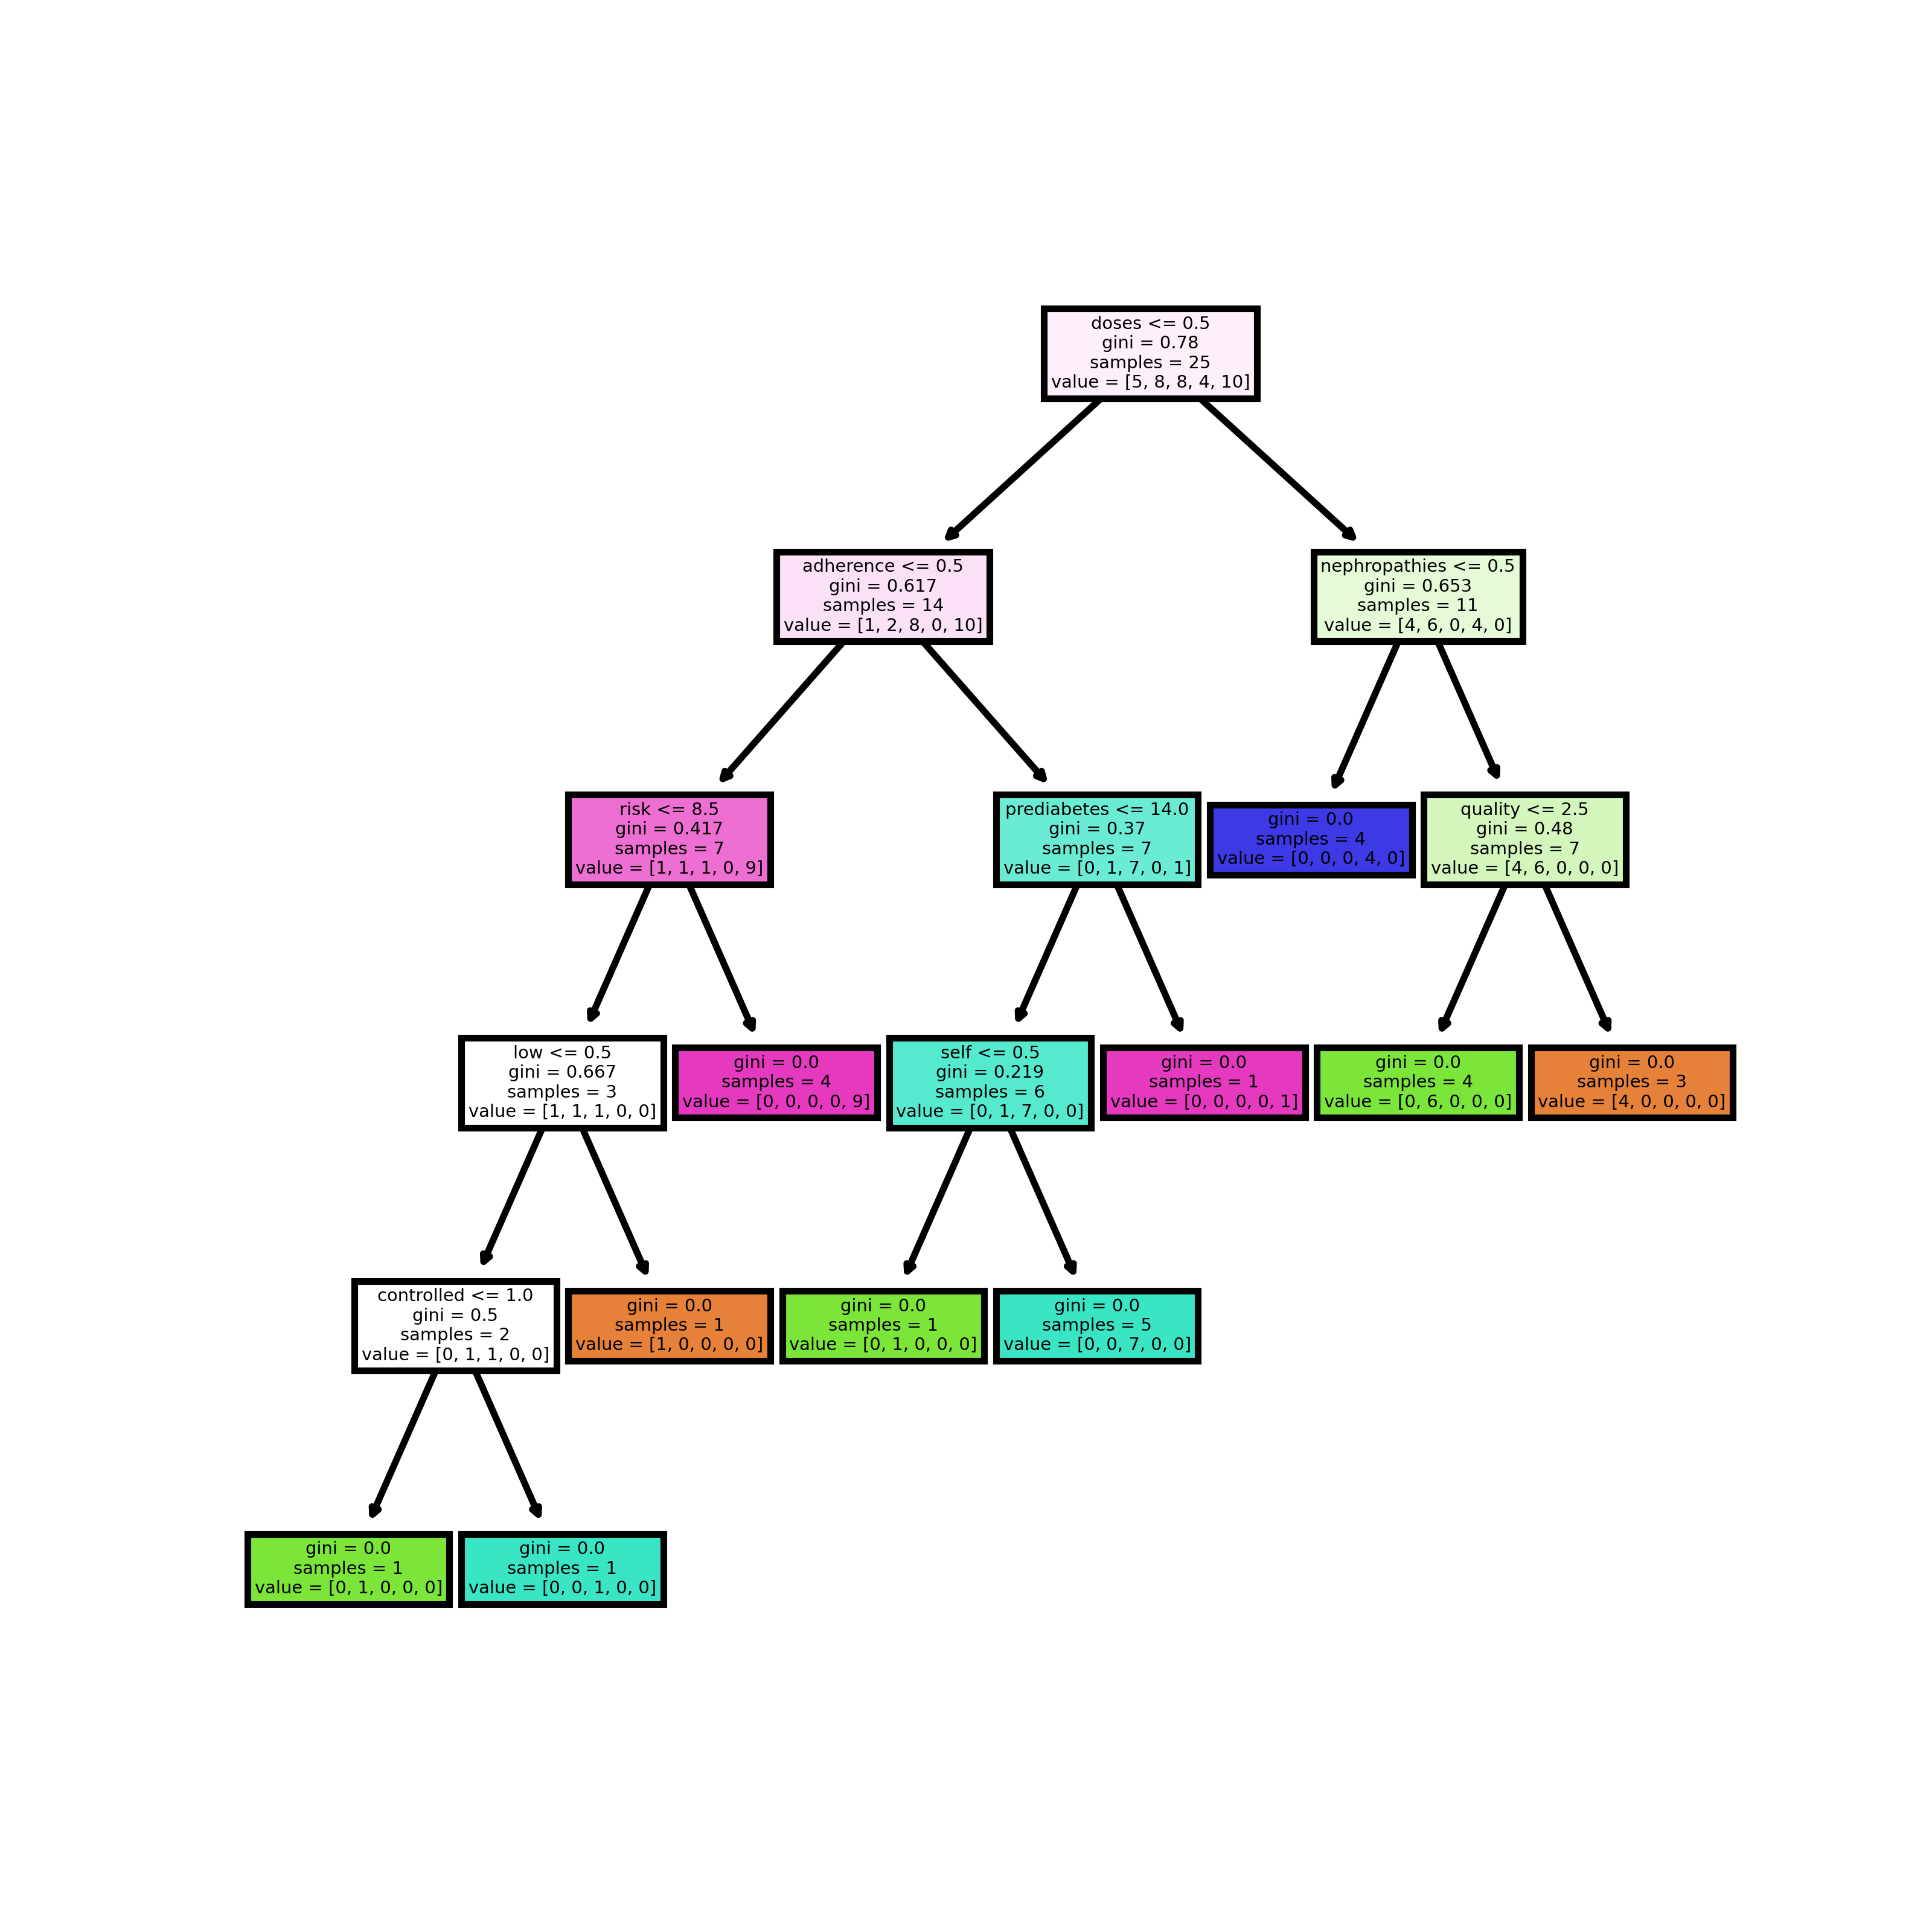 doses <= 0.5
gini = 0.78
samples = 25
value = [5, 8, 8, 4, 10]
adherence <= 0.5
gini = 0.617
samples = 14
value = [1, 2, 8, 0, 10]
nephropathies <= 0.5
gini = 0.653
samples = 11
value = [4, 6, 0, 4, 0]
risk <= 8.5
gini = 0.417
samples = 7
value = [1, 1, 1, 0, 9]
prediabetes <= 14.0
gini = 0.37
samples = 7
value = [0, 1, 7, 0, 1]
gini = 0.0
samples = 4
value = [0, 0, 0, 4, 0]
quality <= 2.5
gini = 0.48
samples = 7
value = [4, 6, 0, 0, 0]
low <= 0.5
gini = 0.667
samples = 3
value = [1, 1, 1, 0, 0]
gini = 0.0
samples = 4
value = [0, 0, 0, 0, 9]
self <= 0.5
gini = 0.219
samples = 6
value = [0, 1, 7, 0, 0]
gini = 0.0
samples = 1
value = [0, 0, 0, 0, 1]
gini = 0.0
samples = 4
value = [0, 6, 0, 0, 0]
gini = 0.0
samples = 3
value = [4, 0, 0, 0, 0]
controlled <= 1.0
gini = 0.5
samples = 2
value = [0, 1, 1, 0, 0]
gini = 0.0
samples = 1
value = [1, 0, 0, 0, 0]
gini = 0.0
samples = 1
value = [0, 1, 0, 0, 0]
gini = 0.0
samples = 5
value = [0, 0, 7, 0, 0]
gini = 0.0
samples = 1
value = [0, 1, 0, 0, 0]
gini = 0.0
samples = 1
value = [0, 0, 1, 0, 0]